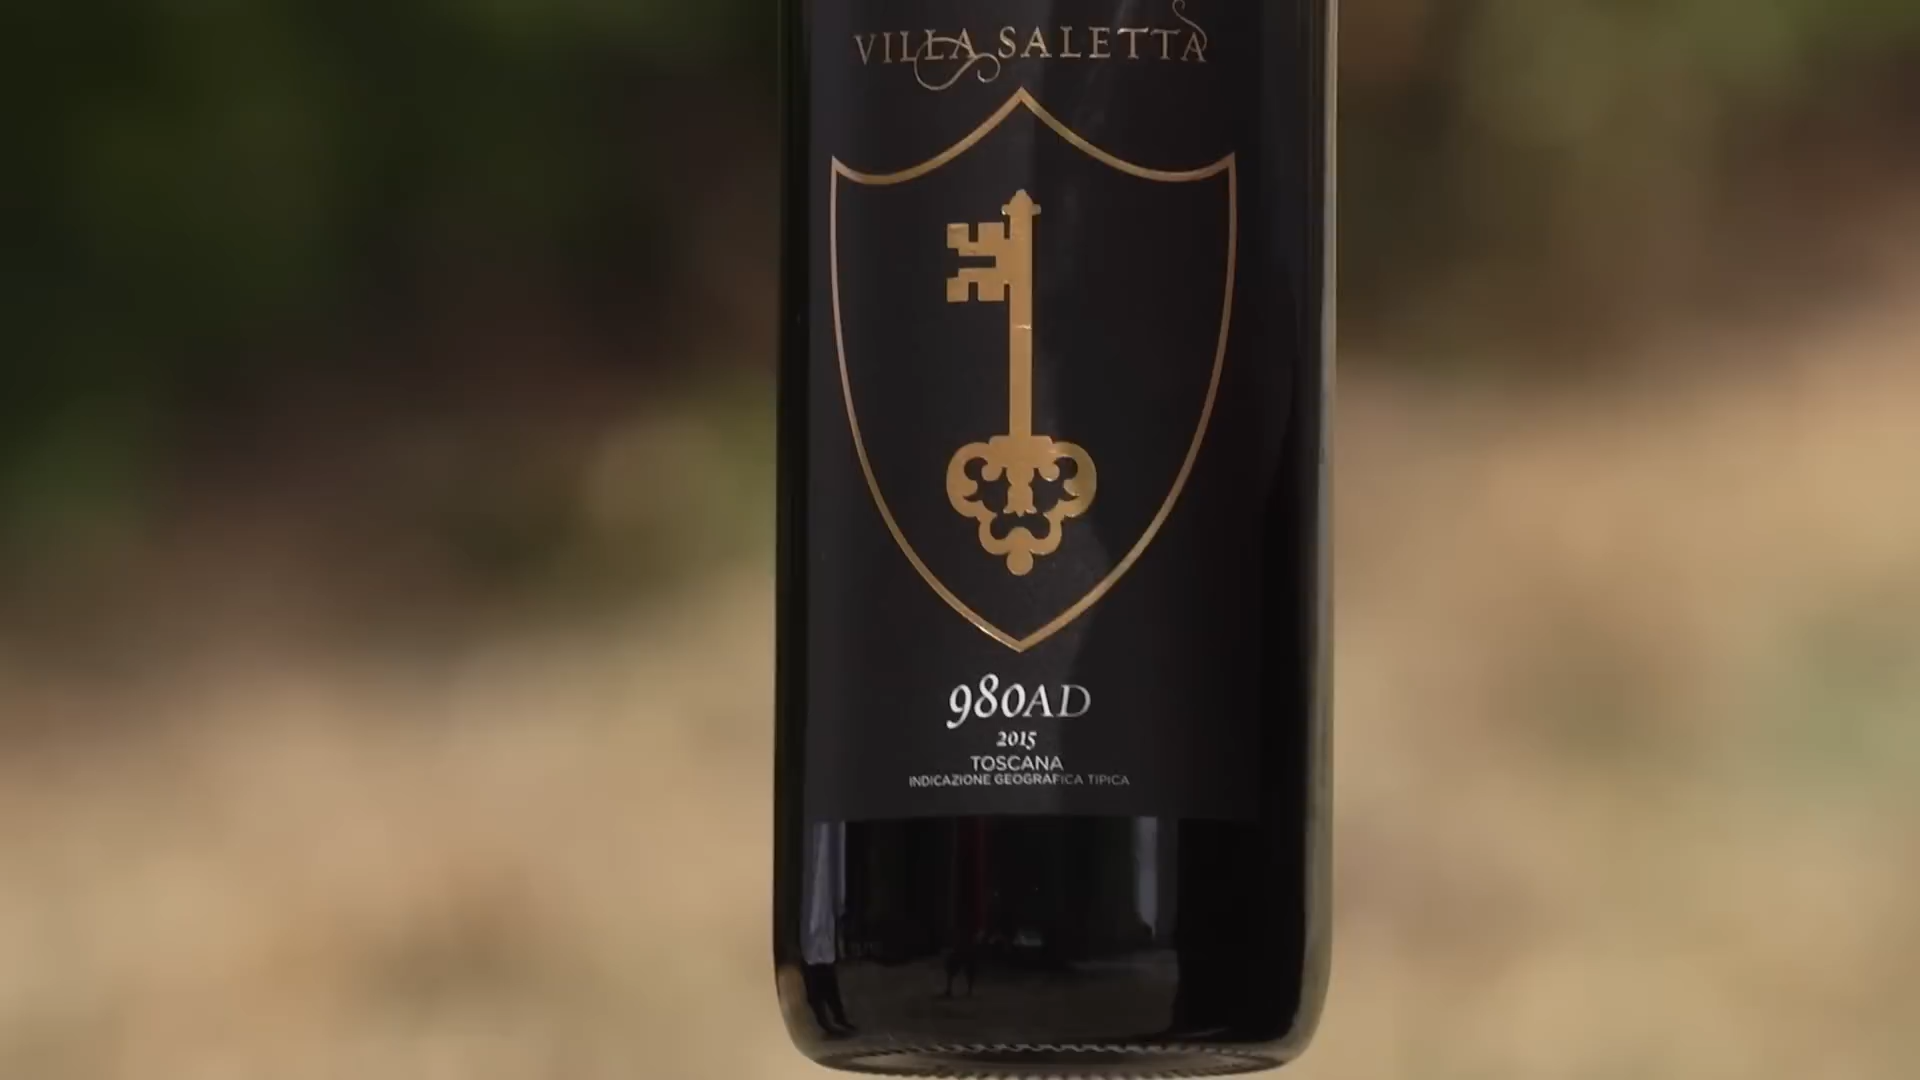 VILLA SALETTA
980AD
2015
TOSCANA
INDICAZIONE GEOGRAFICA TIPICA